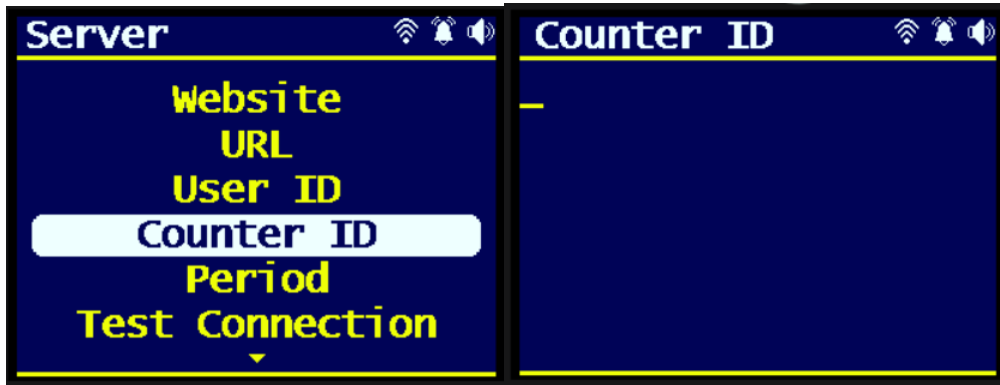 Server
Website
URL
User ID
Counter ID
Period
Test Connection
Counter ID
_